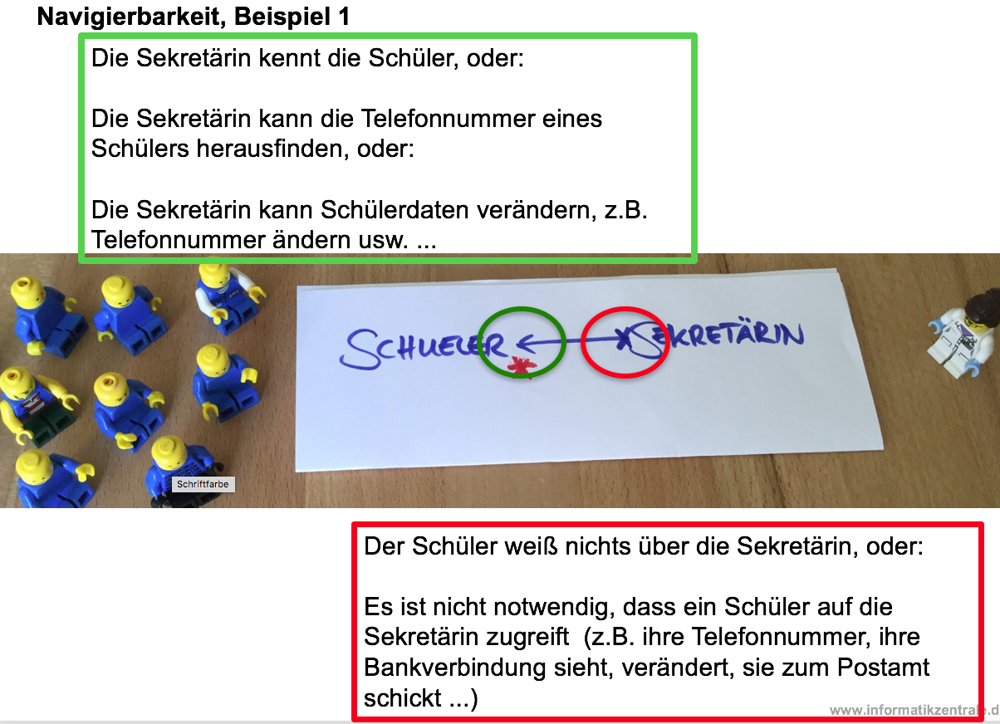 Navigierbarkeit, Beispiel 1
Die Sekretärin kennt die Schüler, oder:
Die Sekretärin kann die Telefonnummer eines
Schülers herausfinden, oder:
Die Sekretärin kann Schülerdaten verändern, z.B.
Telefonnummer ändern usw. ...
SCHUELER SEKRETÄRIN
*
Schriftfarbe
Der Schüler weiß nichts über die Sekretärin, oder:
Es ist nicht notwendig, dass ein Schüler auf die
Sekretärin zugreift (z.B. ihre Telefonnummer, ihre
Bankverbindung sieht, verändert, sie zum Postamt
schickt ...)
www.informatikzentrale.d